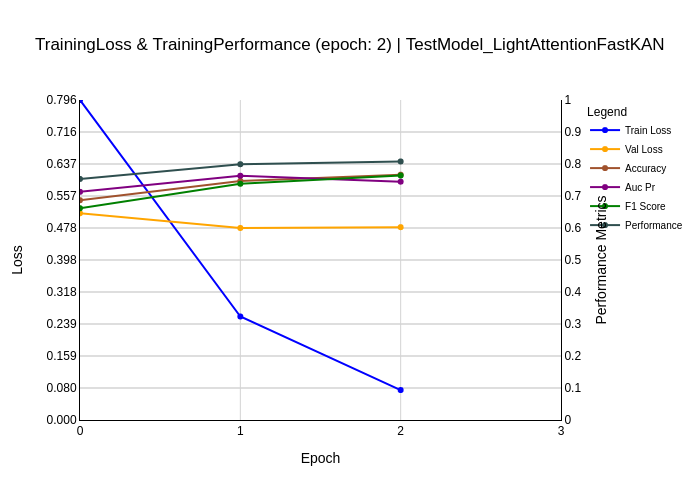 TrainingLoss & TrainingPerformance (epoch: 2) | TestModel_LightAttentionFastKAN
0.796
0.716
0.637
0.557
0.478
0.398
0.318
0.239
0.159
0.080
0.000
Loss
0
1
2
3
Epoch
1
0.9
0.8
0.7
0.6
0.5
0.4
0.3
0.2
0.1
0
Performance Metrics
Legend
Train Loss
Val Loss
Accuracy
Auc Pr
F1 Score
Performance